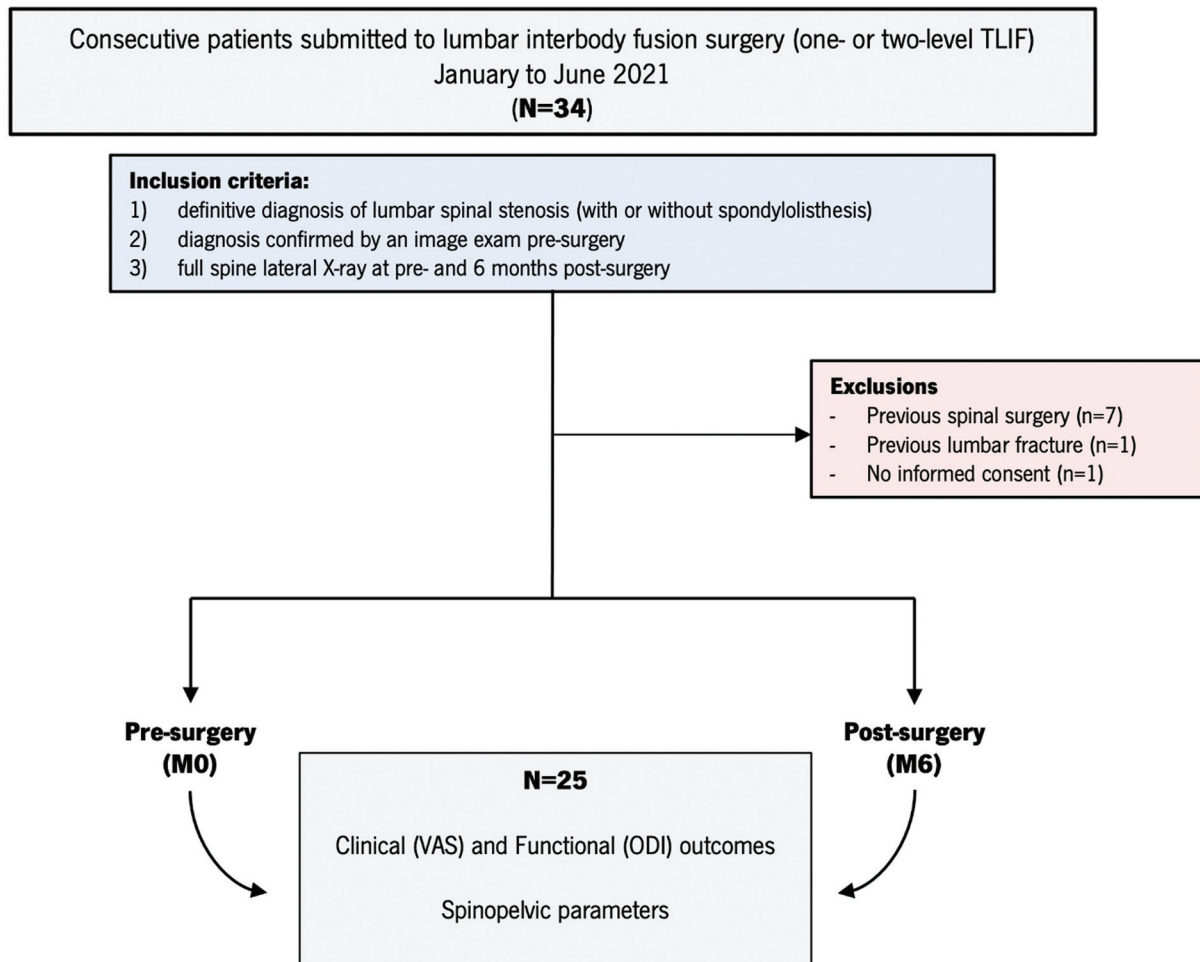 Consecutive patients submitted to lumbar interbody fusion surgery (one- or two-level TLIF)
January to June 2021
(N=34)
Inclusion criteria:
1) definitive diagnosis of lumbar spinal stenosis (with or without spondylolisthesis)
2) diagnosis confirmed by an image exam pre-surgery
3) full spine lateral X-ray at pre- and 6 months post-surgery
Exclusions
- Previous spinal surgery (n=7)
- Previous lumbar fracture (n=1)
- No informed consent (n=1)
Pre-surgery
(M0)
Post-surgery
(M6)
N=25
Clinical (VAS) and Functional (ODI) outcomes
Spinopelvic parameters